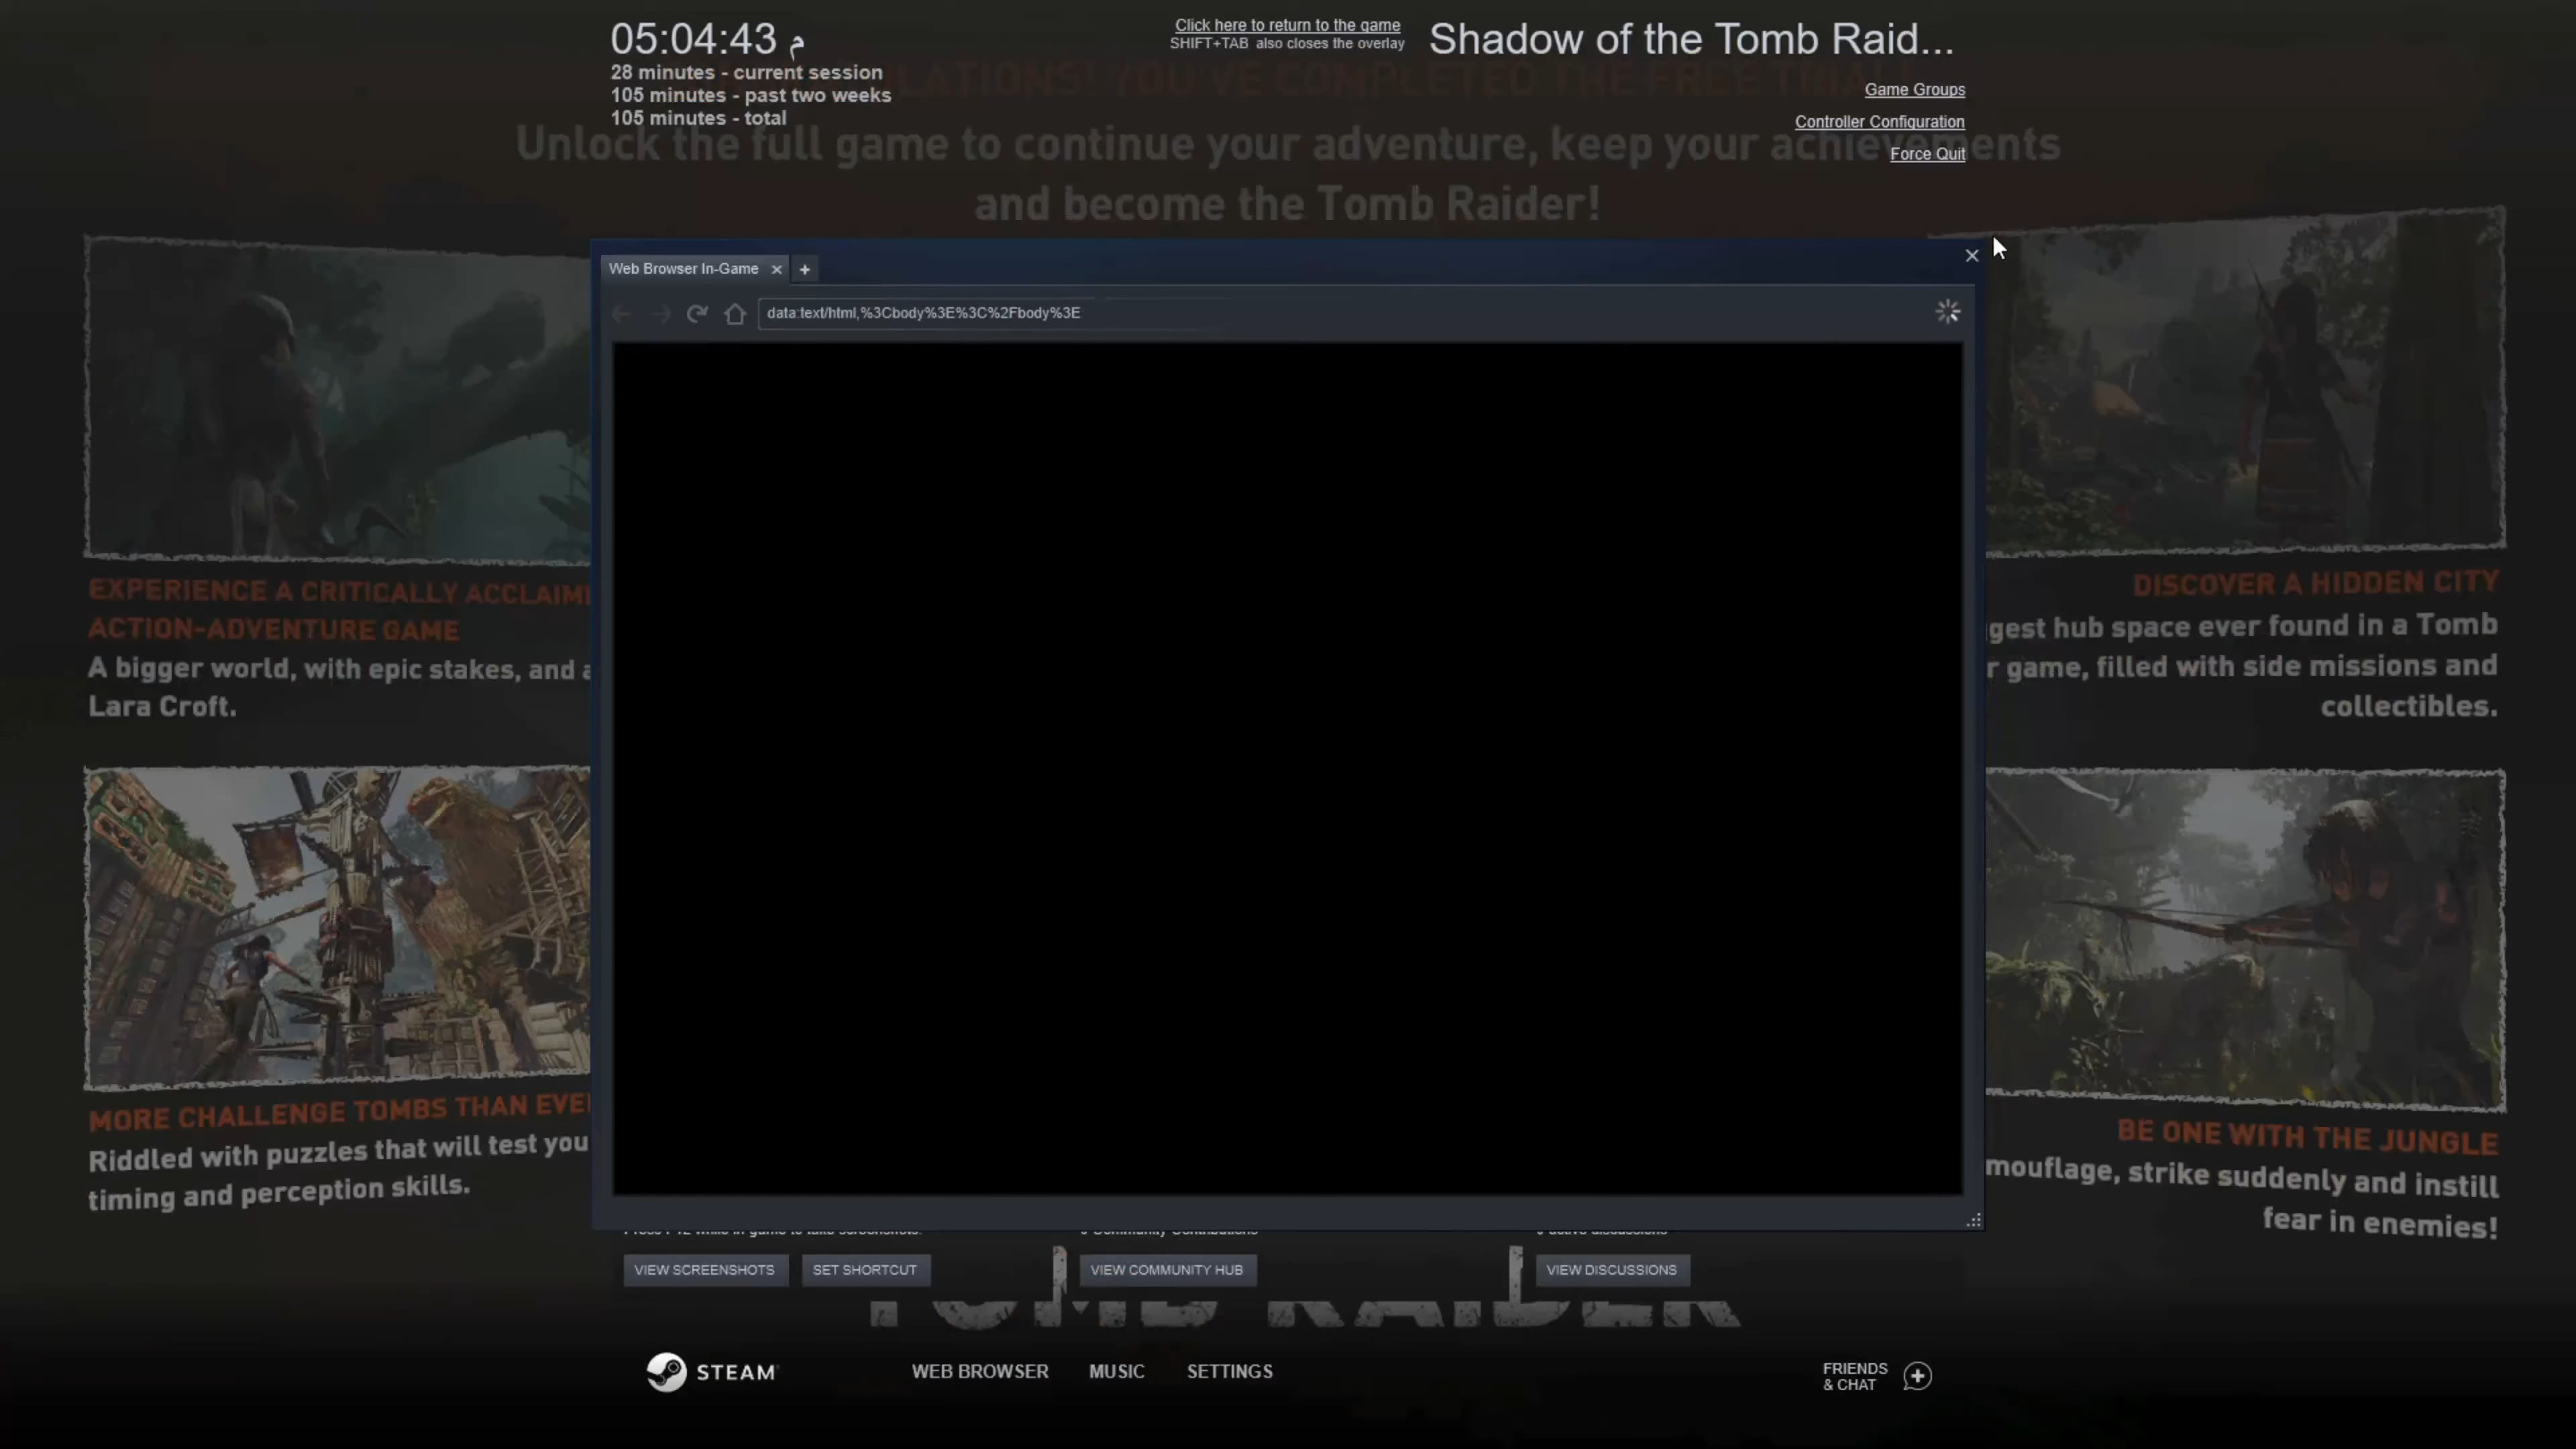 05:04:43 م
28 minutes - current session
105 minutes - past two weeks
105 minutes - total
Click here to return to the game
SHIFT+TAB also closes the overlay
Shadow of the Tomb Raid...
Game Groups
Controller Configuration
Force Quit
YOU'VE COMPLETED THE FREE TRIAL
Unlock the full game to continue your adventure, keep your achievements
and become the Tomb Raider!
Web Browser In-Game
data:text/html,%3Cbody%3E%3C%2Fbody%3E
EXPERIENCE A CRITICALLY
ACTION-ADVENTURE GAME
A bigger world, with epic stakes, and
Lara Croft.
MORE CHALLENGE TOMBS THAN
Riddled with puzzles that will test
timing and perception skills.
DISCOVER A HIDDEN CITY
hub space ever found in a Tomb
game, filled with side missions and
collectibles.
BE ONE WITH THE JUNGLE
strike suddenly and instill
fear in enemies!
VIEW SCREENSHOTS
SET SHORTCUT
VIEW COMMUNITY HUB
VIEW DISCUSSIONS
TOMB RAIDER
STEAM
WEB BROWSER
MUSIC
SETTINGS
FRIENDS
& CHAT